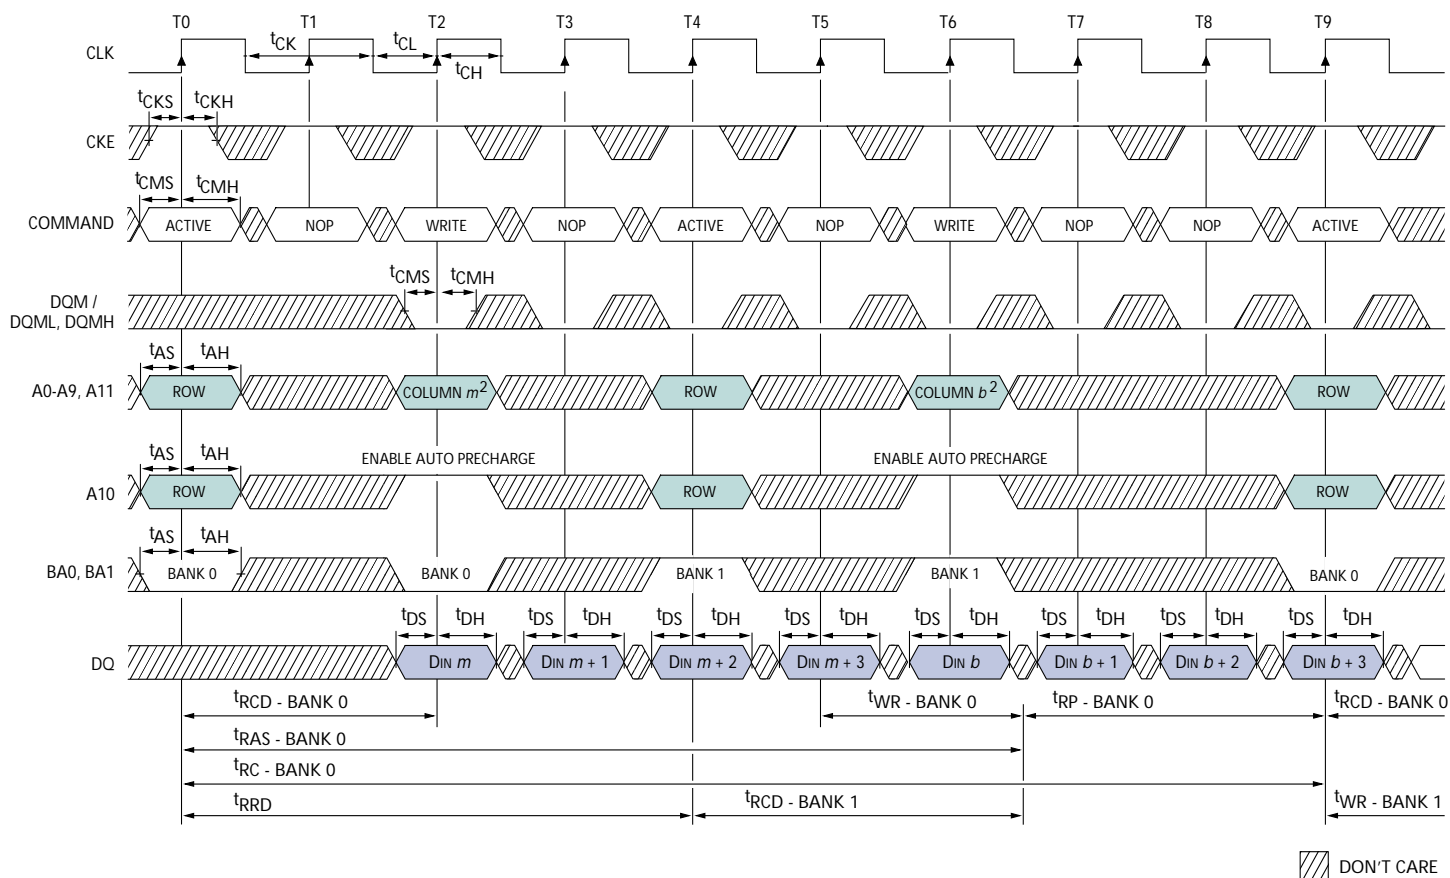 T0 T1 T2 T3 T4 T5 T6 T7 T8 T9
CLK
tCK tCL
tCH
tCKS tCKH
CKE
tCMS tCMH
COMMAND ACTIVE NOP WRITE NOP ACTIVE NOP WRITE NOP NOP ACTIVE
tCMS tCMH
DQM /
DQML, DQMH
tAS tAH
A0-A9, A11 ROW COLUMN m2 ROW COLUMN b2 ROW
ENABLE AUTO PRECHARGE ENABLE AUTO PRECHARGE
tAS tAH
A10 ROW ROW ROW
tAS tAH
BA0, BA1 BANK 0 BANK 0 BANK 1 BANK 1 BANK 0
tDS tDH tDS tDH tDS tDH tDS tDH tDS tDH tDS tDH tDS tDH tDS tDH
DQ DIN m DIN m + 1 DIN m + 2 DIN m + 3 DIN b DIN b + 1 DIN b + 2 DIN b + 3
tRCD - BANK 0 tWR - BANK 0 tRP - BANK 0 tRCD - BANK 0
tRAS - BANK 0
tRC - BANK 0
tRRD tRCD - BANK 1 tWR - BANK 1
DON'T CARE